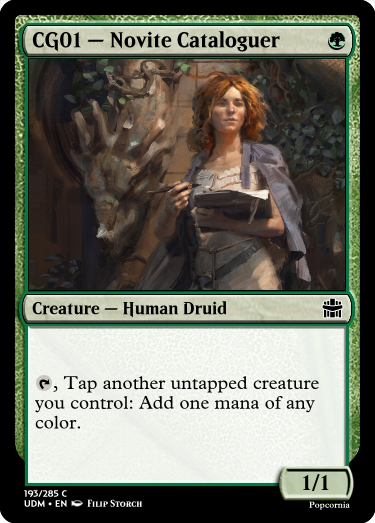 CG01 — Novite Cataloguer
Creature — Human Druid
, Tap another untapped creature
you control: Add one mana of any
color.
1/1
193/285 C
UDM • EN Filip Storch
Popcornia